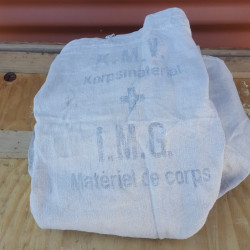 K.M.V.
Korpsmaterial
I.M.G.
Matériel de corps